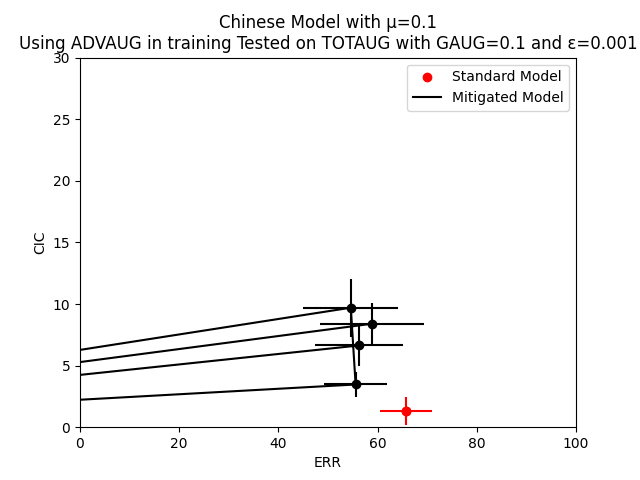 Chinese Model with μ=0.1
Using ADVAUG in training Tested on TOTAUG with GAUG=0.1 and ε=0.001
Standard Model
Mitigated Model
30
25
20
15
10
5
0
CIC
0 20 40 60 80 100
ERR